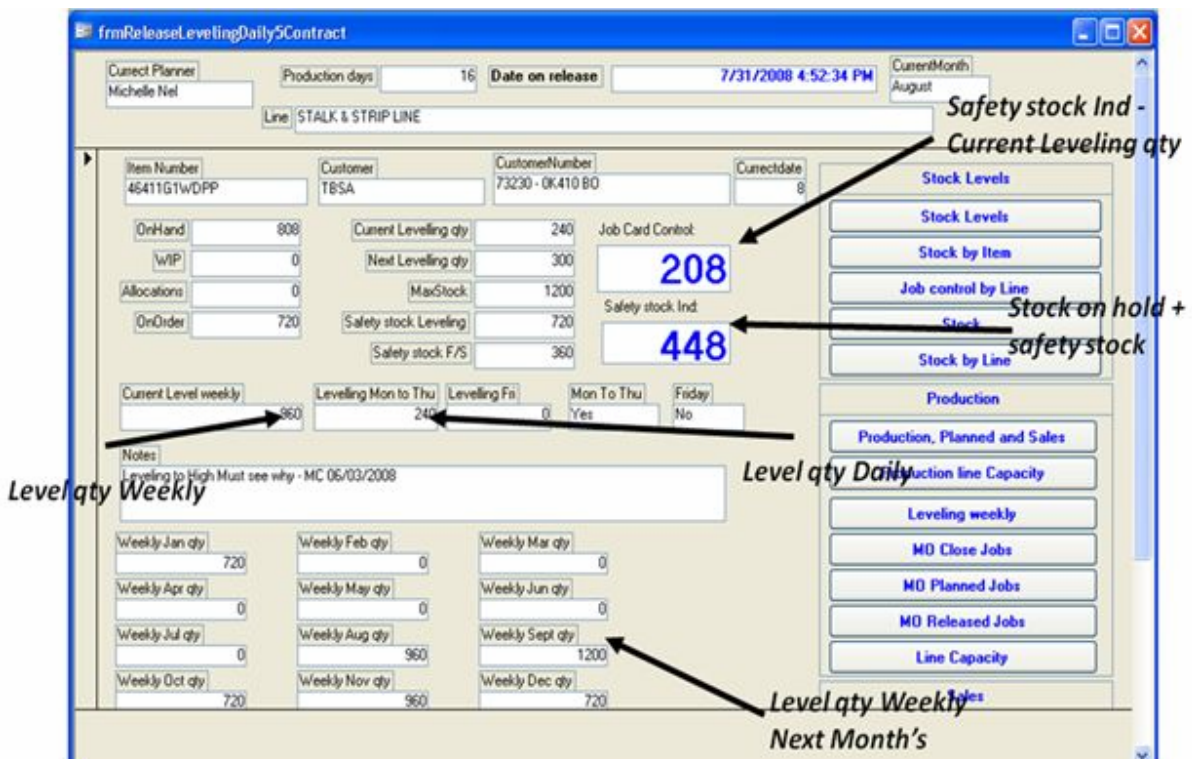 frmReleaseLevelingDaily5Contract
Currect Planner
Michelle Nel
Production days 16
Date on release 7/31/2008 4:52:34 PM
CurrentMonth
August
Line STALK & STRIP LINE
Safety stock Ind -
Current Leveling qty
Item Number
46411G1WDPP
Customer
TBSA
CustomerNumber
73230 - 0K410 BO
Currectdate
8
OnHand 808
WIP 0
Allocations 0
OnOrder 720
Current Levelling qty 240
Next Levelling qty 300
MaxStock 1200
Safety stock Leveling 720
Safety stock F/S 360
Job Card Control:
208
Safety stock Ind:
448
Stock on hold +
safety stock
Stock Levels
Stock Levels
Stock by Item
Job control by Line
Stock
Stock by Line
Current Level weekly
960
Levelling Mon to Thu
240
Levelling Fri
0
Mon To Thu
Yes
Friday
No
Level qty Weekly
Level qty Daily
Notes
Leveling to High Must see why - MC 06/03/2008
Production
Production, Planned and Sales
Production line Capacity
Leveling weekly
MO Close Jobs
MO Planned Jobs
MO Released Jobs
Line Capacity
Sales
Weekly Jan qty
720
Weekly Feb qty
0
Weekly Mar qty
0
Weekly Apr qty
0
Weekly May qty
0
Weekly Jun qty
0
Weekly Jul qty
0
Weekly Aug qty
960
Weekly Sept qty
1200
Weekly Oct qty
720
Weekly Nov qty
960
Weekly Dec qty
720
Level qty Weekly
Next Month's